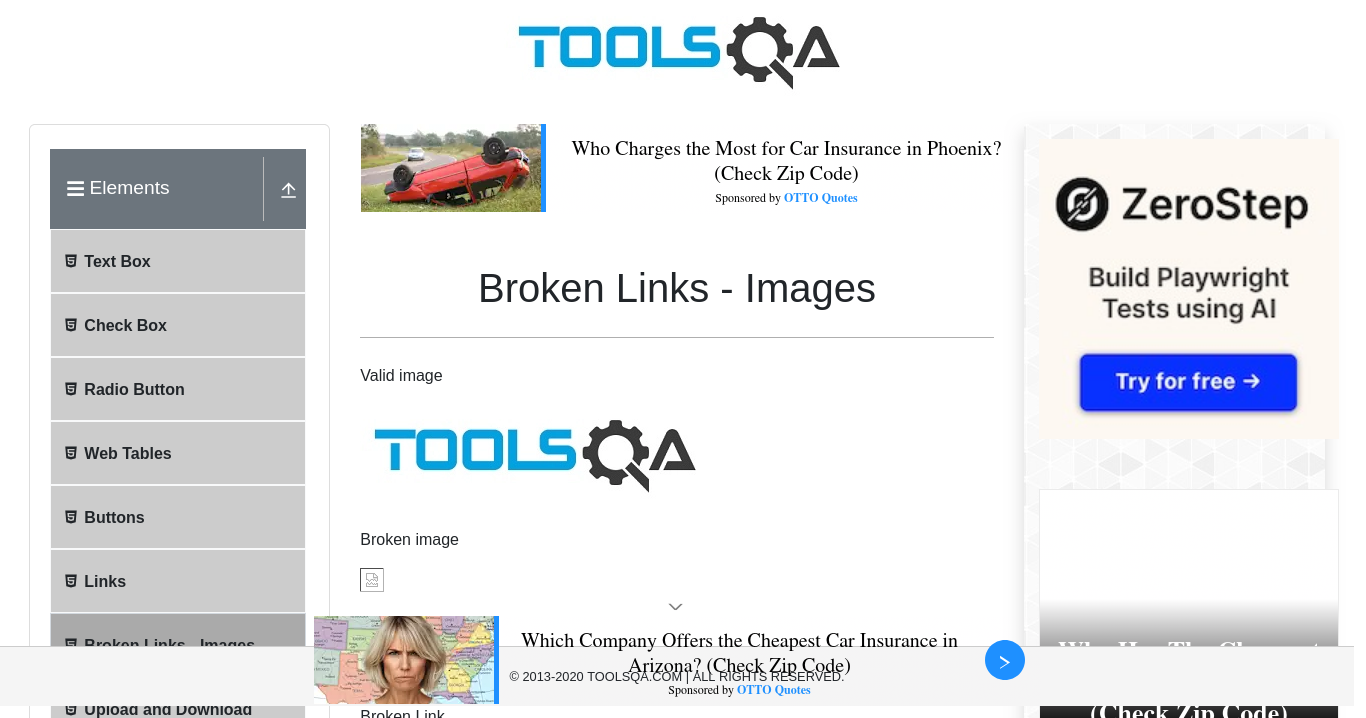 TOOLSQA
Elements
Text Box
Check Box
Radio Button
Web Tables
Buttons
Links
Broken Links - Images
Upload and Download
Who Charges the Most for Car Insurance in Phoenix?
(Check Zip Code)
Sponsored by OTTO Quotes
Broken Links - Images
Valid image
TOOLSQA
Broken image
Broken Link
Which Company Offers the Cheapest Car Insurance in
Arizona? (Check Zip Code)
Sponsored by OTTO Quotes
© 2013-2020 TOOLSQA.COM | ALL RIGHTS RESERVED.
ZeroStep
Build Playwright
Tests using AI
Try for free →
Who Has The Cheapest
(Check Zip Code)